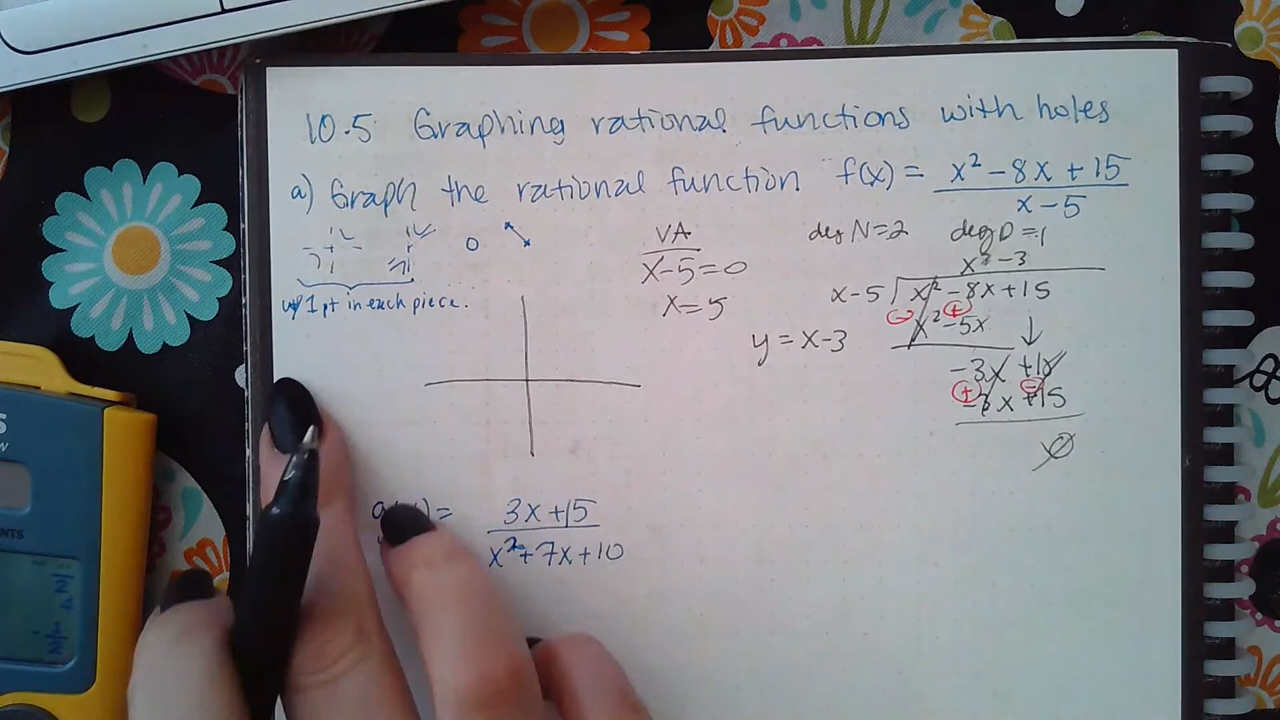 10.5 Graphing rational functions with holes
a) Graph the rational function f(x) = x² - 8x + 15
x - 5
w/ 1 pt in each piece.
VA
x - 5 = 0
x = 5
deg N = 2 deg D = 1
x - 3
x - 5 ) x² - 8x + 15
x² - 5x
y = x - 3
-3x + 15
-3x + 15
0
= 3x + 15
x² + 7x + 10